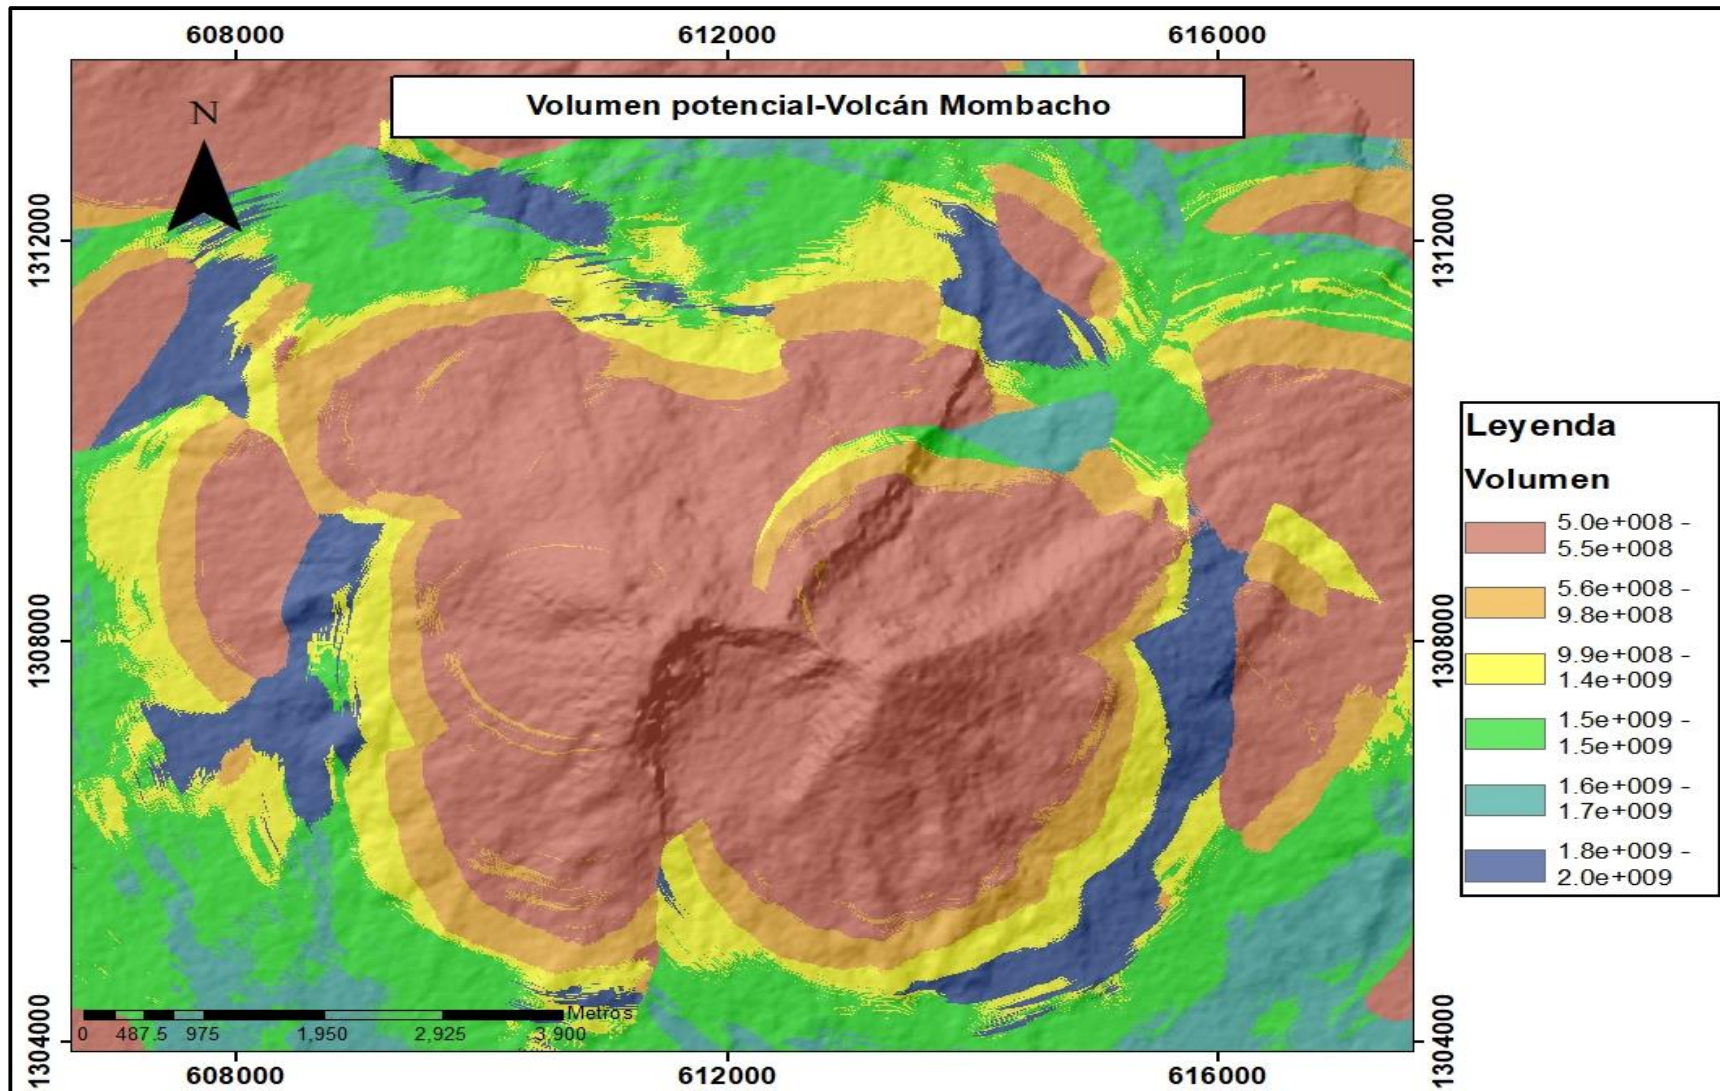 608000 612000 616000
Volumen potencial-Volcán Mombacho
N
1312000 1312000
1308000 1308000
Leyenda
Volumen
5.0e+008 -
5.5e+008
5.6e+008 -
9.8e+008
9.9e+008 -
1.4e+009
1.5e+009 -
1.5e+009
1.6e+009 -
1.7e+009
1.8e+009 -
2.0e+009
Metros
0 487.5 975 1,950 2,925 3,900
1304000 1304000
608000 612000 616000